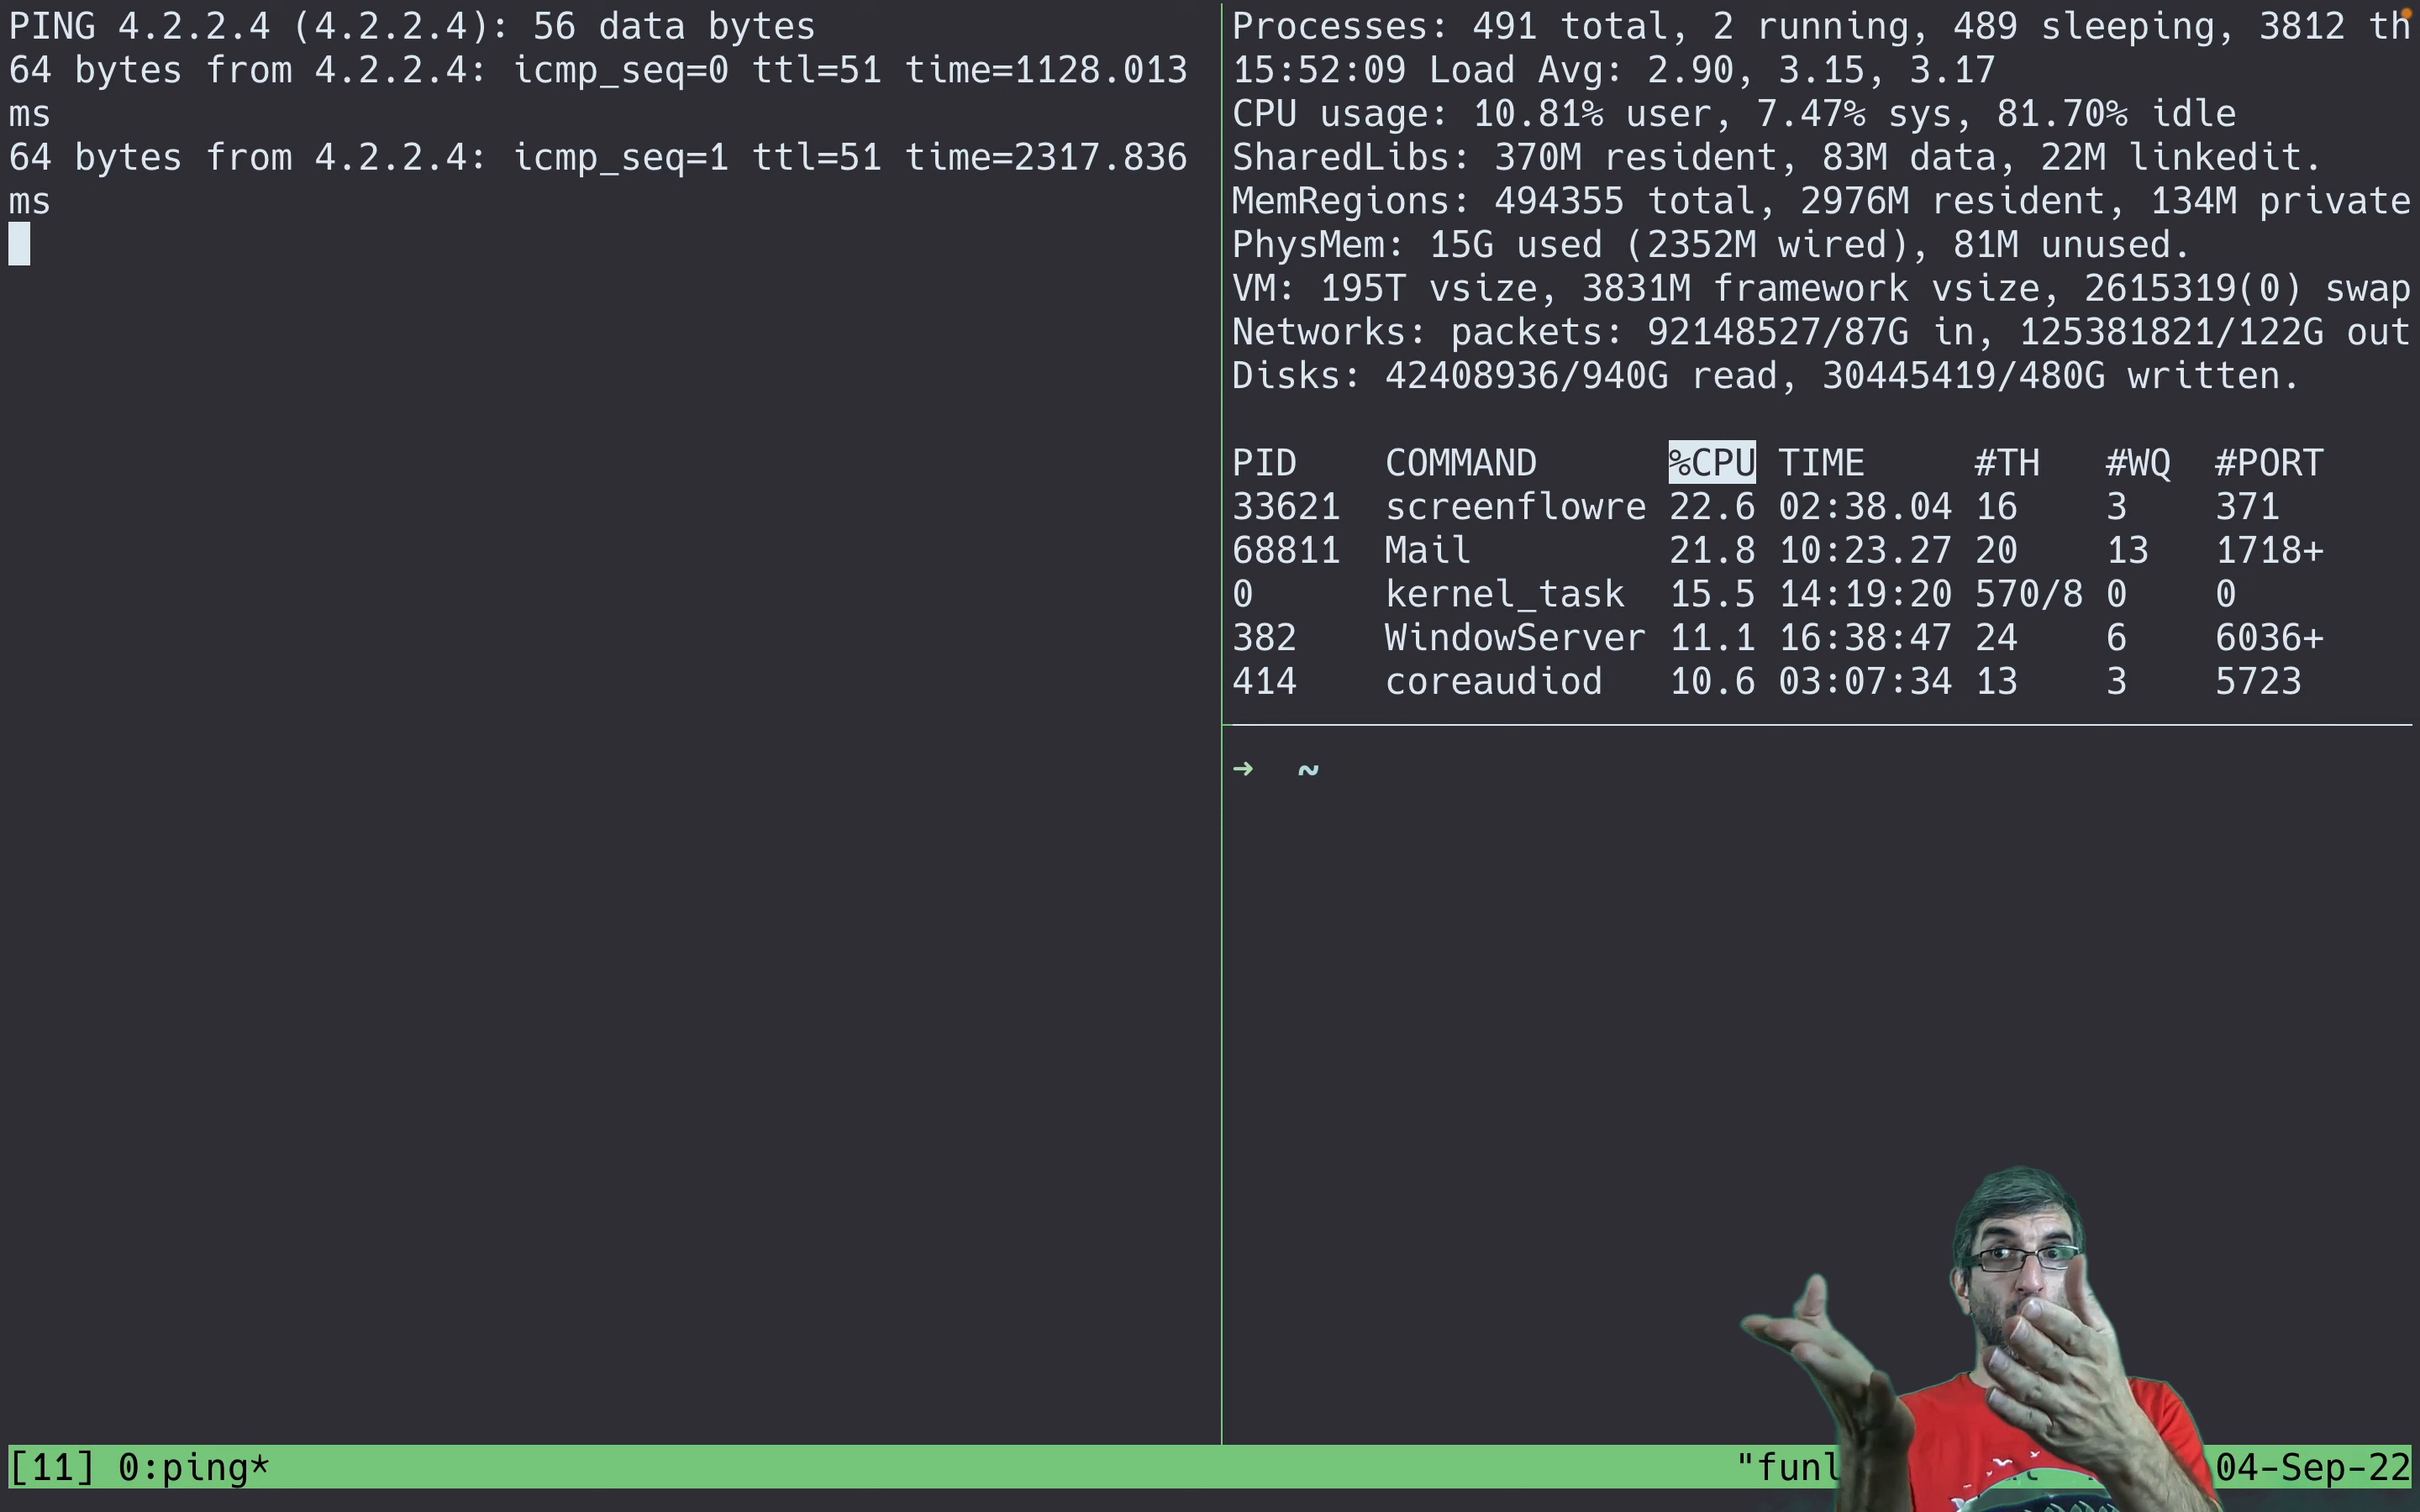 PING 4.2.2.4 (4.2.2.4): 56 data bytes
64 bytes from 4.2.2.4: icmp_seq=0 ttl=51 time=1128.013
ms
64 bytes from 4.2.2.4: icmp_seq=1 ttl=51 time=2317.836
ms
Processes: 491 total, 2 running, 489 sleeping, 3812 th
15:52:09 Load Avg: 2.90, 3.15, 3.17
CPU usage: 10.81% user, 7.47% sys, 81.70% idle
SharedLibs: 370M resident, 83M data, 22M linkedit.
MemRegions: 494355 total, 2976M resident, 134M private
PhysMem: 15G used (2352M wired), 81M unused.
VM: 195T vsize, 3831M framework vsize, 2615319(0) swap
Networks: packets: 92148527/87G in, 125381821/122G out
Disks: 42408936/940G read, 30445419/480G written.
PID COMMAND %CPU TIME #TH #WQ #PORT
33621 screenflowre 22.6 02:38.04 16 3 371
68811 Mail 21.8 10:23.27 20 13 1718+
0 kernel_task 15.5 14:19:20 570/8 0 0
382 WindowServer 11.1 16:38:47 24 6 6036+
414 coreaudiod 10.6 03:07:34 13 3 5723
➜ ~
[11] 0:ping* "funl 04-Sep-22